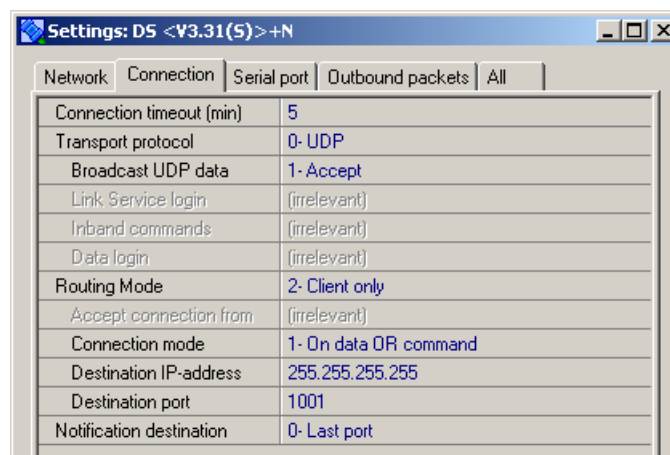 Settings: DS <V3.31(S)>+N
Network Connection Serial port Outbound packets All
Connection timeout (min) 5
Transport protocol 0- UDP
Broadcast UDP data 1- Accept
Link Service login (irrelevant)
Inband commands (irrelevant)
Data login (irrelevant)
Routing Mode 2- Client only
Accept connection from (irrelevant)
Connection mode 1- On data OR command
Destination IP-address 255.255.255.255
Destination port 1001
Notification destination 0- Last port